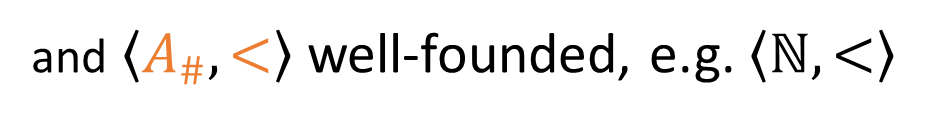 and ⟨𝐴#, <⟩ well-founded, e.g. ⟨ℕ, <⟩